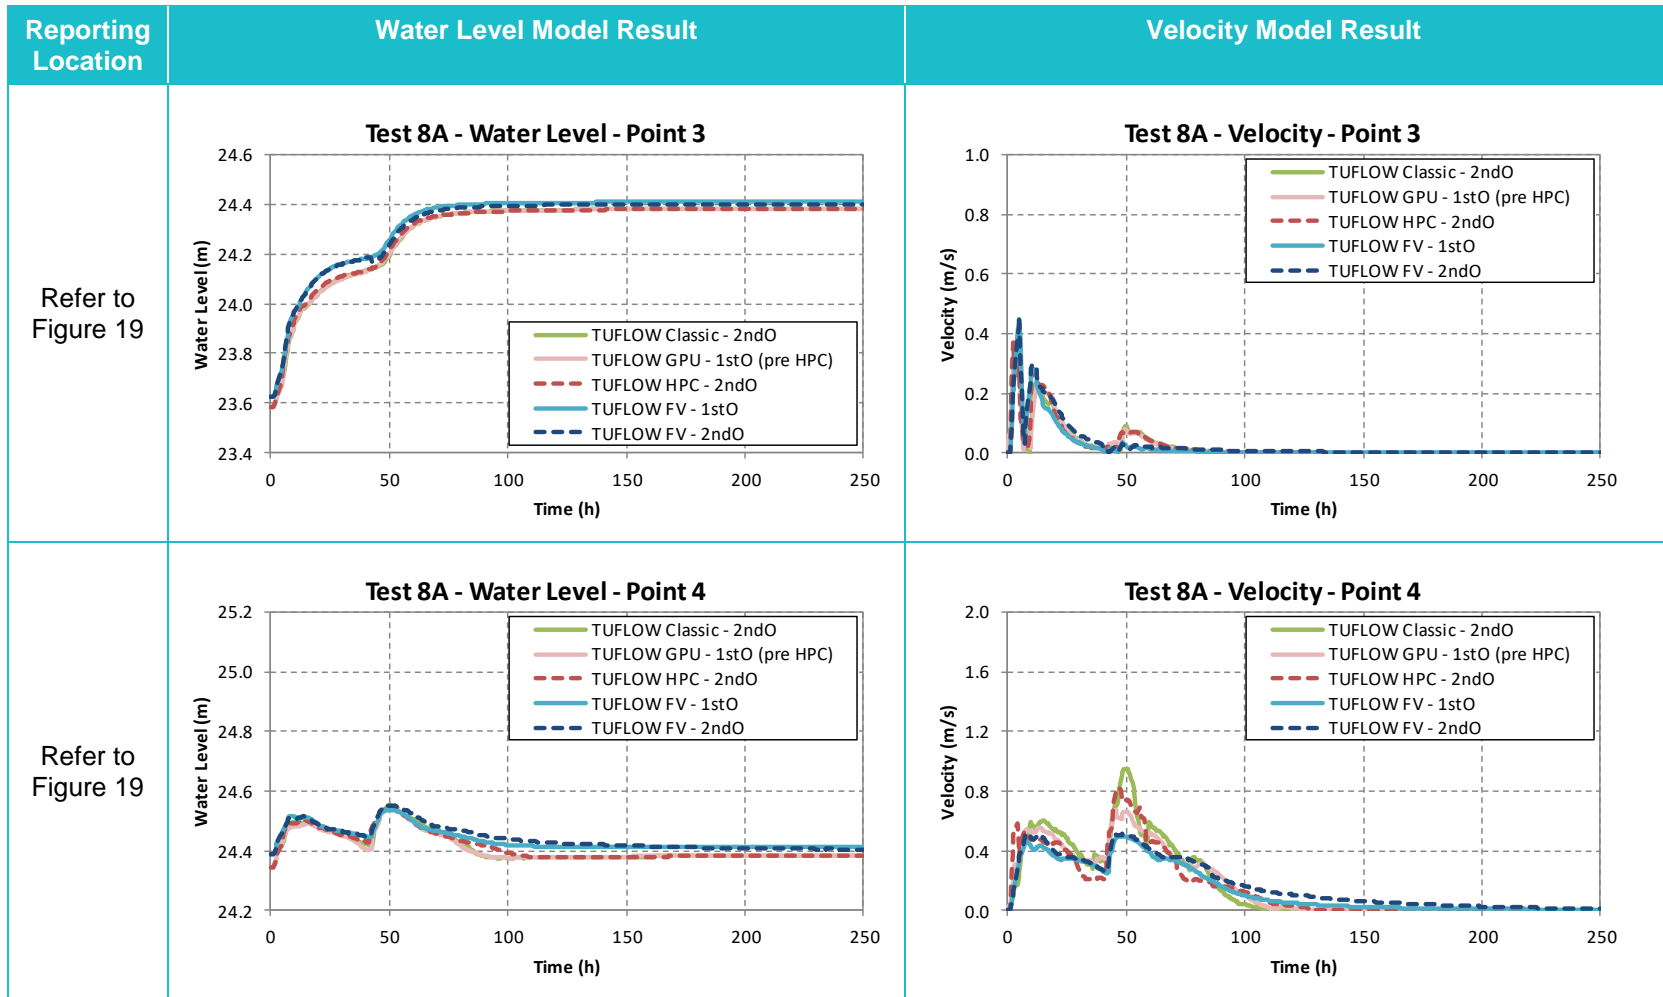 Reporting
Location
Water Level Model Result
Velocity Model Result
Refer to
Figure 19
Test 8A - Water Level - Point 3
24.6
24.4
24.2
24.0
23.8
23.6
23.4
Water Level (m)
TUFLOW Classic - 2ndO
TUFLOW GPU - 1stO (pre HPC)
TUFLOW HPC - 2ndO
TUFLOW FV - 1stO
TUFLOW FV - 2ndO
0 50 100 150 200 250
Time (h)
Test 8A - Velocity - Point 3
1.0
0.8
0.6
0.4
0.2
0.0
Velocity (m/s)
TUFLOW Classic - 2ndO
TUFLOW GPU - 1stO (pre HPC)
TUFLOW HPC - 2ndO
TUFLOW FV - 1stO
TUFLOW FV - 2ndO
0 50 100 150 200 250
Time (h)
Refer to
Figure 19
Test 8A - Water Level - Point 4
25.2
25.0
24.8
24.6
24.4
24.2
Water Level (m)
TUFLOW Classic - 2ndO
TUFLOW GPU - 1stO (pre HPC)
TUFLOW HPC - 2ndO
TUFLOW FV - 1stO
TUFLOW FV - 2ndO
0 50 100 150 200 250
Time (h)
Test 8A - Velocity - Point 4
2.0
1.6
1.2
0.8
0.4
0.0
Velocity (m/s)
TUFLOW Classic - 2ndO
TUFLOW GPU - 1stO (pre HPC)
TUFLOW HPC - 2ndO
TUFLOW FV - 1stO
TUFLOW FV - 2ndO
0 50 100 150 200 250
Time (h)